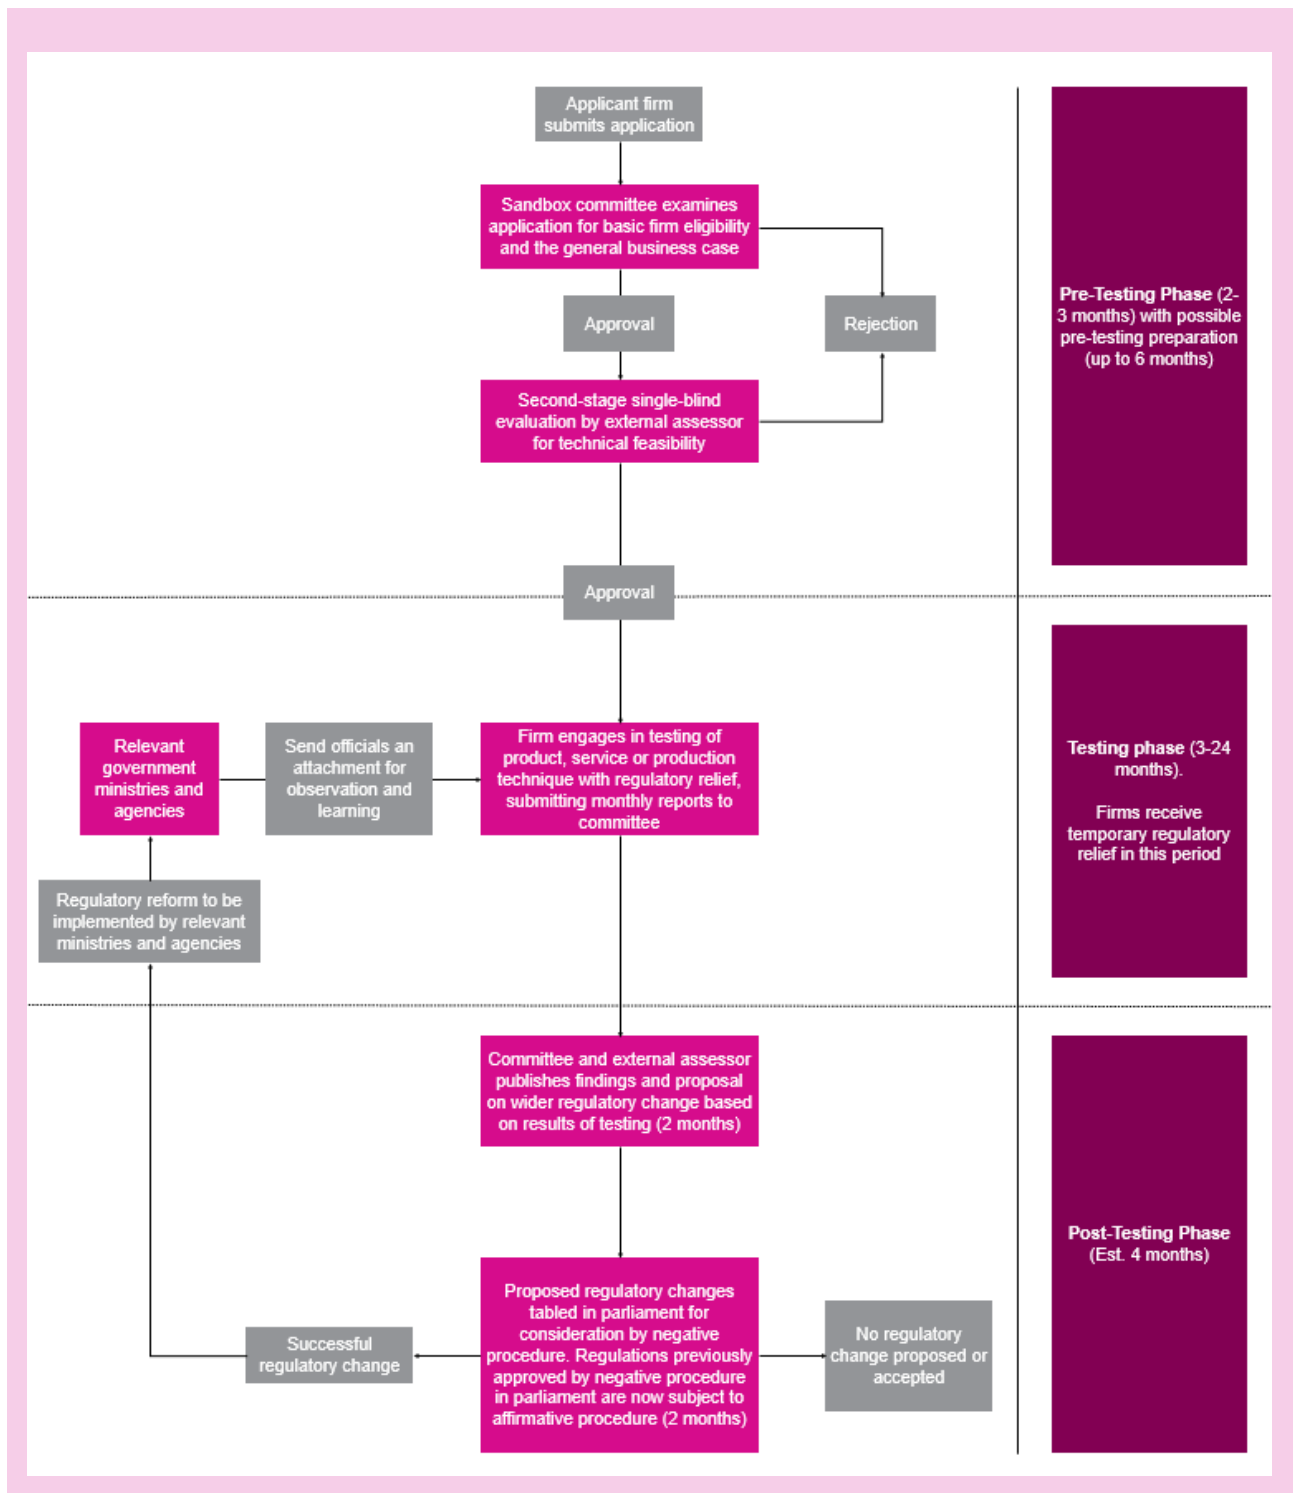 Applicant firm
submits application
Sandbox committee examines
application for basic firm eligibility
and the general business case
Approval
Rejection
Second-stage single-blind
evaluation by external assessor
for technical feasibility
Pre-Testing Phase (2-
3 months) with possible
pre-testing preparation
(up to 6 months)
Approval
Relevant
government
ministries and
agencies
Send officials an
attachment for
observation and
learning
Firm engages in testing of
product, service or production
technique with regulatory relief,
submitting monthly reports to
committee
Regulatory reform to be
implemented by relevant
ministries and agencies
Testing phase (3-24
months).
Firms receive
temporary regulatory
relief in this period
Committee and external assessor
publishes findings and proposal
on wider regulatory change based
on results of testing (2 months)
Successful
regulatory change
Proposed regulatory changes
tabled in parliament for
consideration by negative
procedure. Regulations previously
approved by negative procedure
in parliament are now subject to
affirmative procedure (2 months)
No regulatory
change proposed or
accepted
Post-Testing Phase
(Est. 4 months)